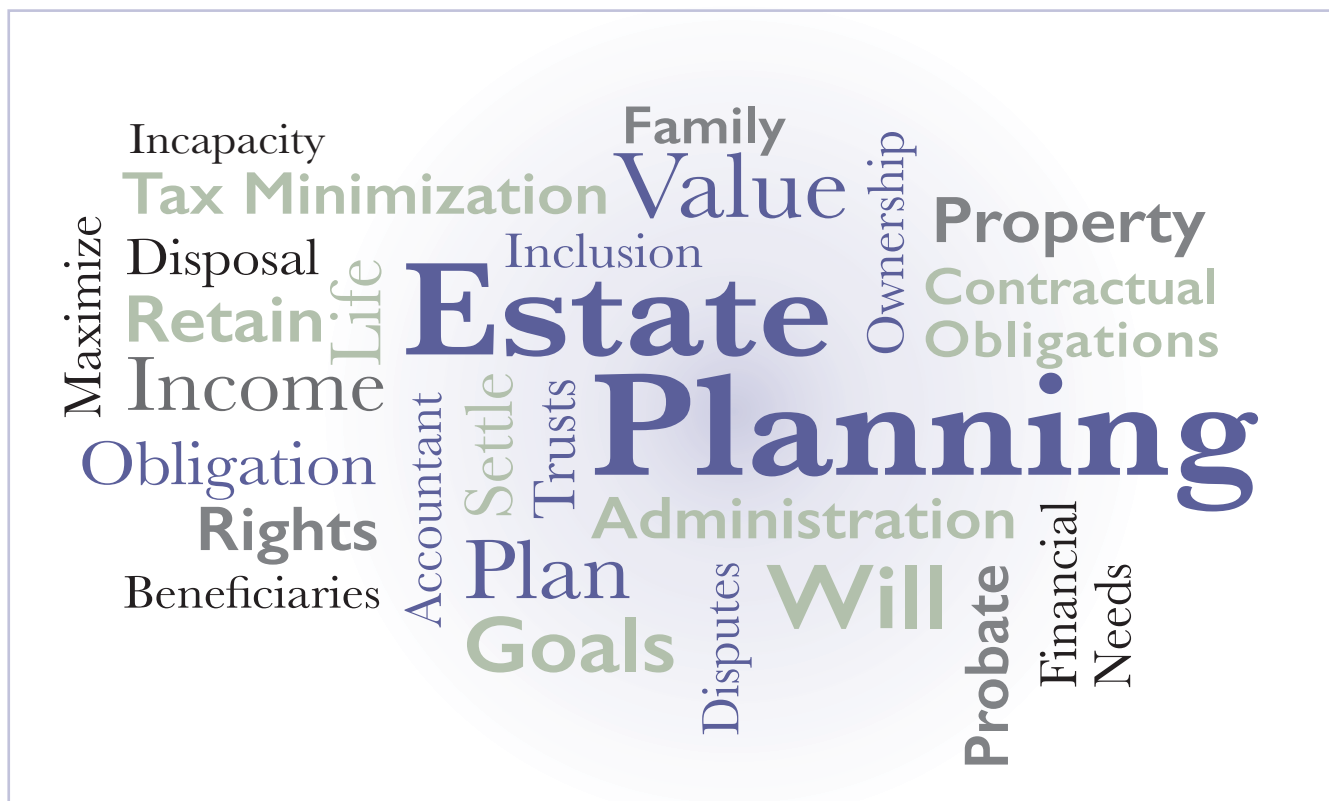 Incapacity
Tax Minimization
Maximize
Disposal
Retain
Life
Income
Obligation
Rights
Beneficiaries
Family
Value
Inclusion
Ownership
Estate
Planning
Property
Contractual
Obligations
Accountant
Settle
Trusts
Administration
Plan
Goals
Disputes
Will
Probate
Financial
Needs